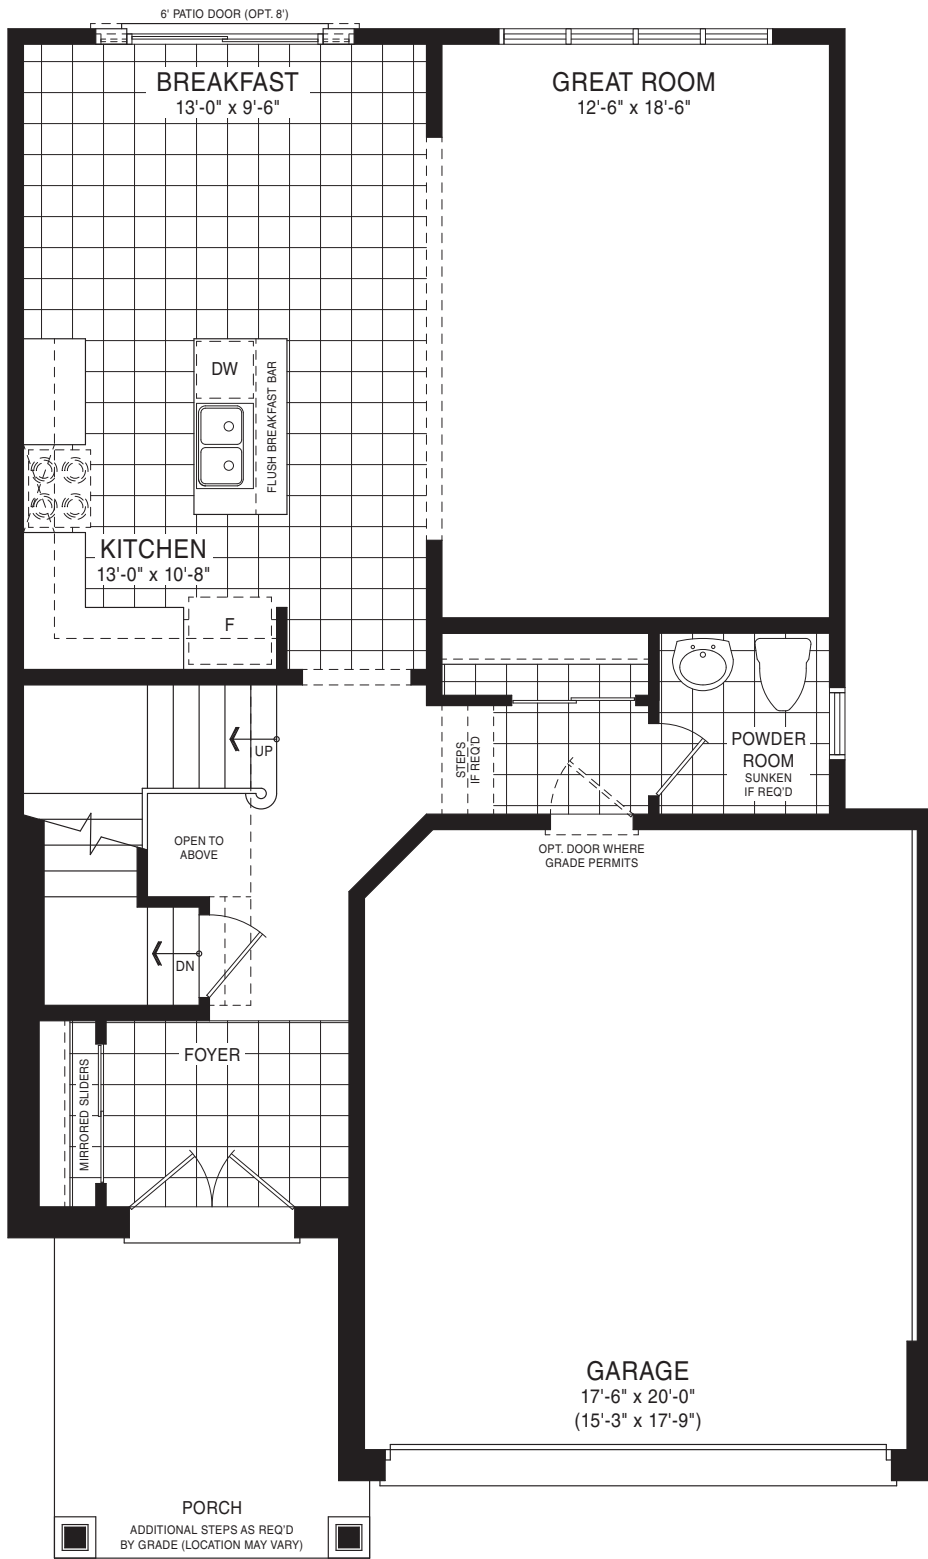 6' PATIO DOOR (OPT. 8')
BREAKFAST
13'-0" x 9'-6"
GREAT ROOM
12'-6" x 18'-6"
DW
FLUSH BREAKFAST BAR
KITCHEN
13'-0" x 10'-8"
F
UP
STEPS
IF REQ'D
POWDER
ROOM
SUNKEN
IF REQ'D
OPEN TO
ABOVE
OPT. DOOR WHERE
GRADE PERMITS
DN
FOYER
MIRRORED SLIDERS
GARAGE
17'-6" x 20'-0"
(15'-3" x 17'-9")
PORCH
ADDITIONAL STEPS AS REQ'D
BY GRADE (LOCATION MAY VARY)